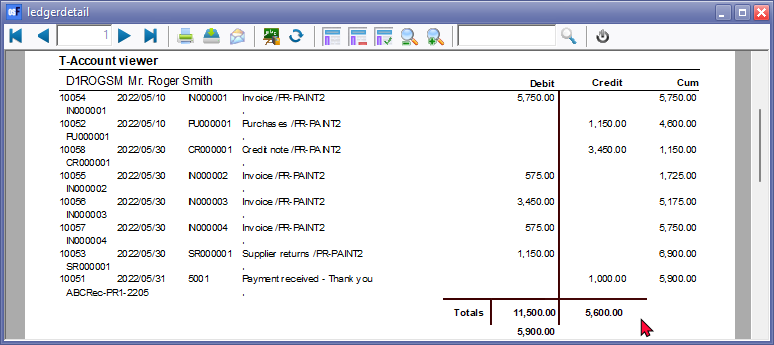 ledgerdetail
1
T-Account viewer
D1ROGSM Mr. Roger Smith Debit Credit Cum
10054 2022/05/10 IN000001 Invoice /PR-PAINT2 5,750.00 5,750.00
IN000001 ,
10052 2022/05/10 PU000001 Purchases /PR-PAINT2 1,150.00 4,600.00
PU000001 ,
10058 2022/05/30 CR000001 Credit note /PR-PAINT2 3,450.00 1,150.00
CR000001 ,
10055 2022/05/30 IN000002 Invoice /PR-PAINT2 575.00 1,725.00
IN000002 ,
10056 2022/05/30 IN000003 Invoice /PR-PAINT2 3,450.00 5,175.00
IN000003 ,
10057 2022/05/30 IN000004 Invoice /PR-PAINT2 575.00 5,750.00
IN000004 ,
10053 2022/05/30 SR000001 Supplier returns /PR-PAINT2 1,150.00 6,900.00
SR000001 ,
10051 2022/05/31 5001 Payment received - Thank you 1,000.00 5,900.00
ABCRec-PR1-2205 ,
Totals 11,500.00 5,600.00
5,900.00